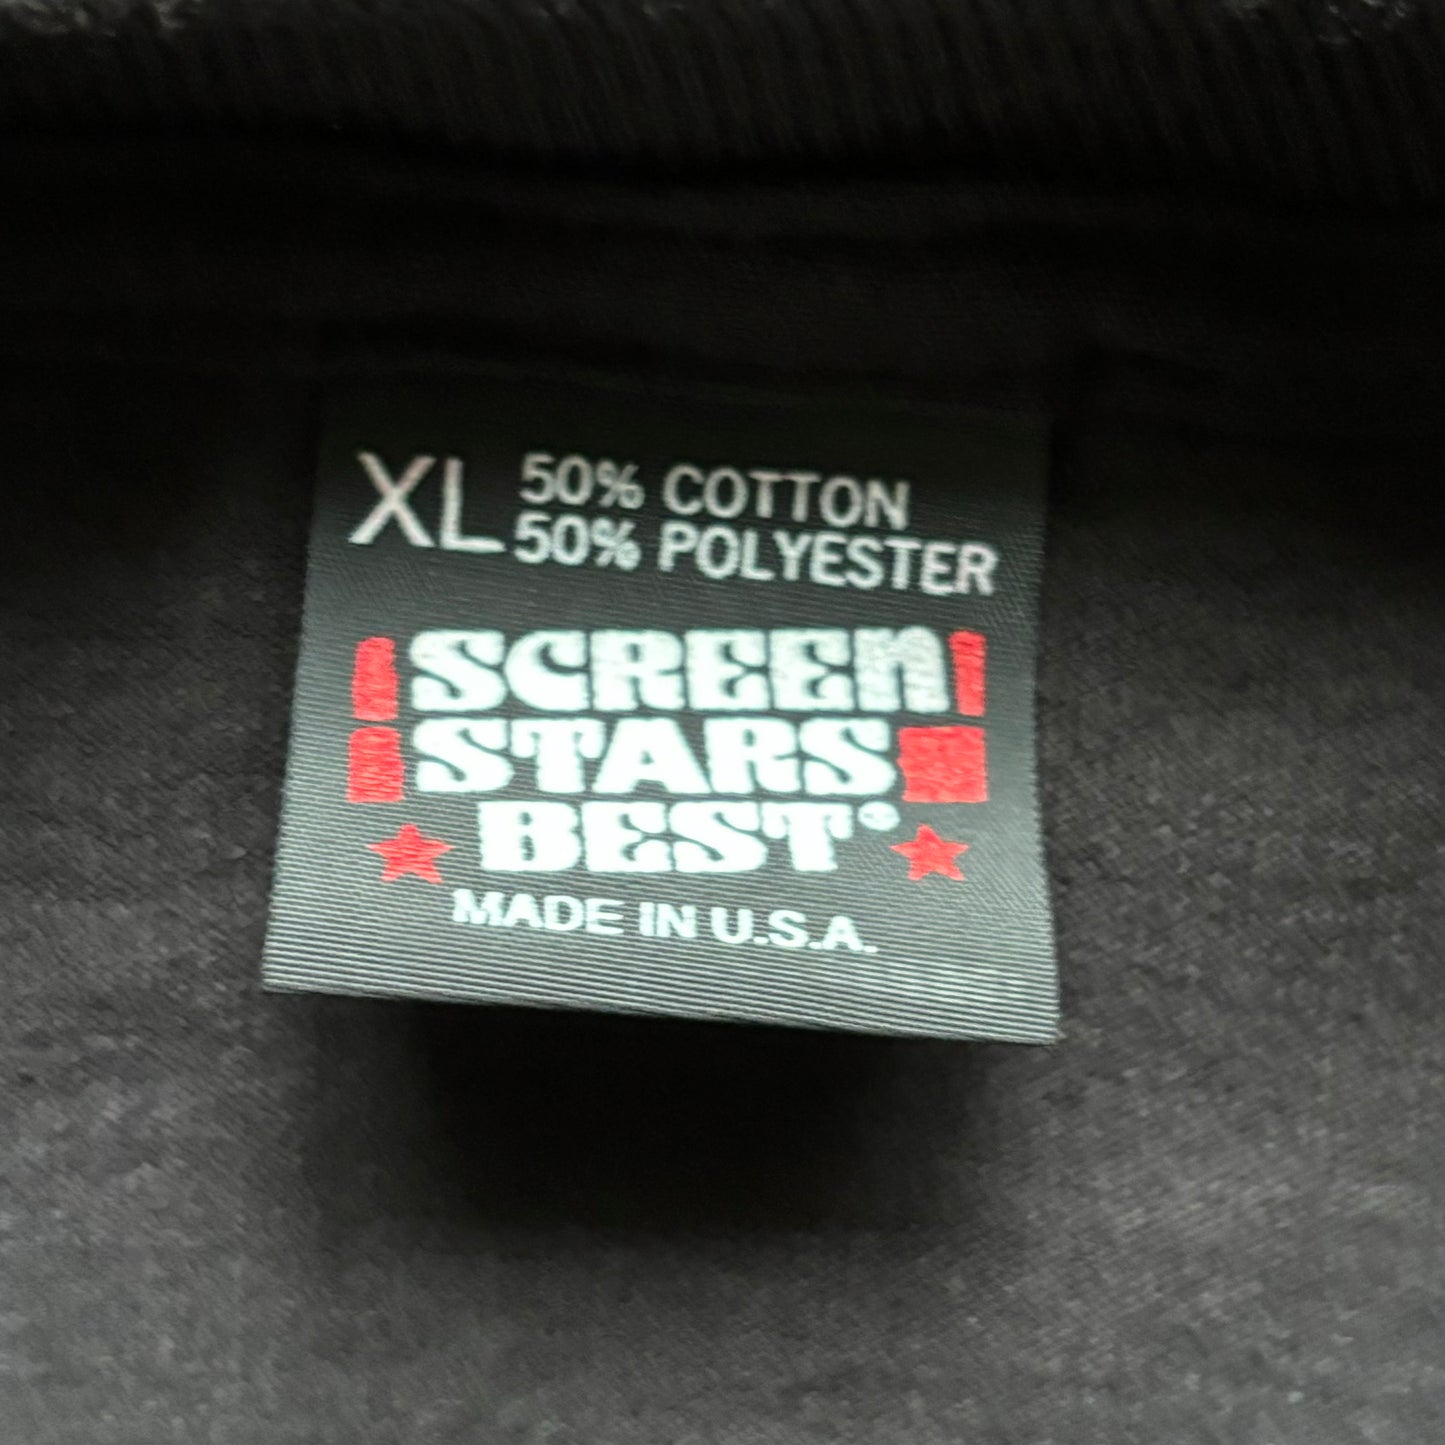 XL 50% COTTON
50% POLYESTER
SCREEN
STARS
BEST®
MADE IN U.S.A.